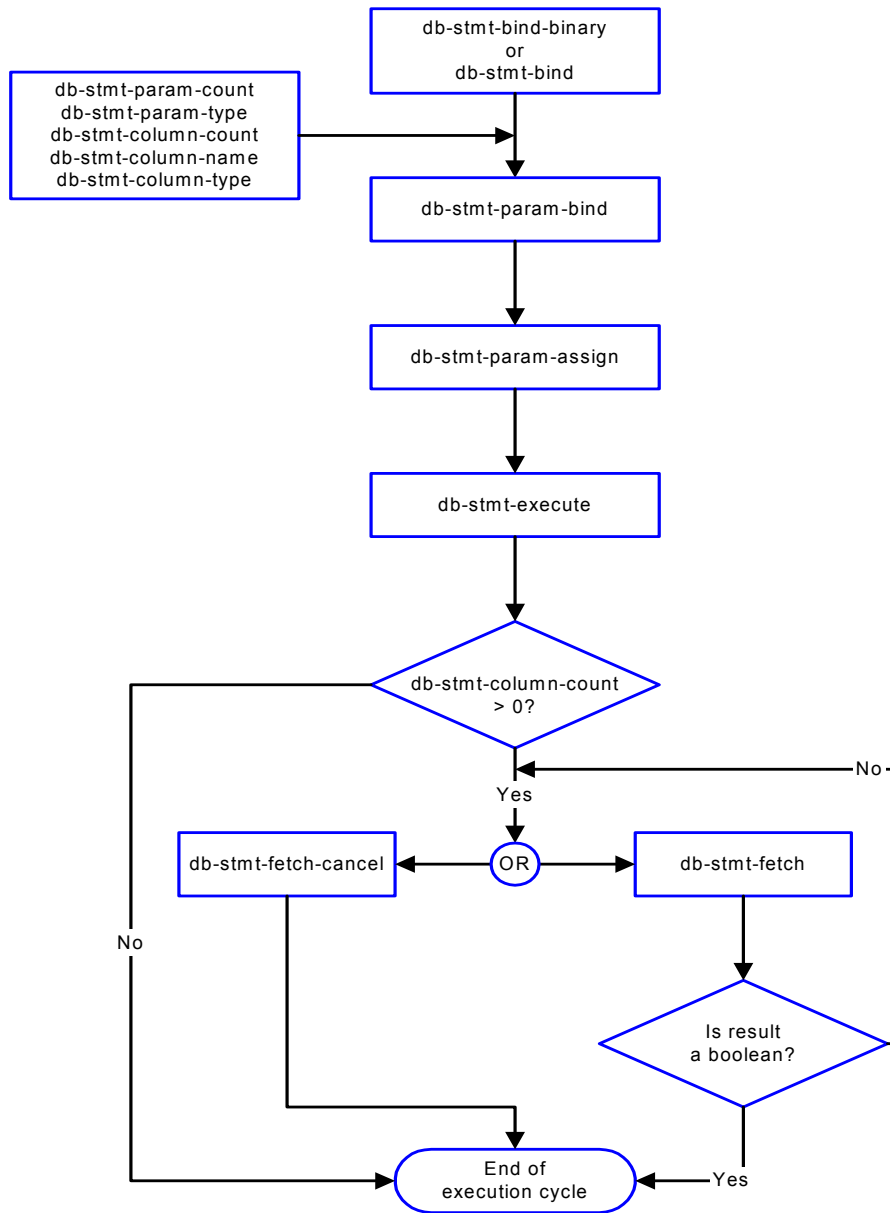 db-stmt-bind-binary
or
db-stmt-bind
db-stmt-param-count
db-stmt-param-type
db-stmt-column-count
db-stmt-column-name
db-stmt-column-type
db-stmt-param-bind
db-stmt-param-assign
db-stmt-execute
db-stmt-column-count
> 0?
No
Yes
db-stmt-fetch-cancel
OR
db-stmt-fetch
No
Is result
a boolean?
End of
execution cycle
Yes